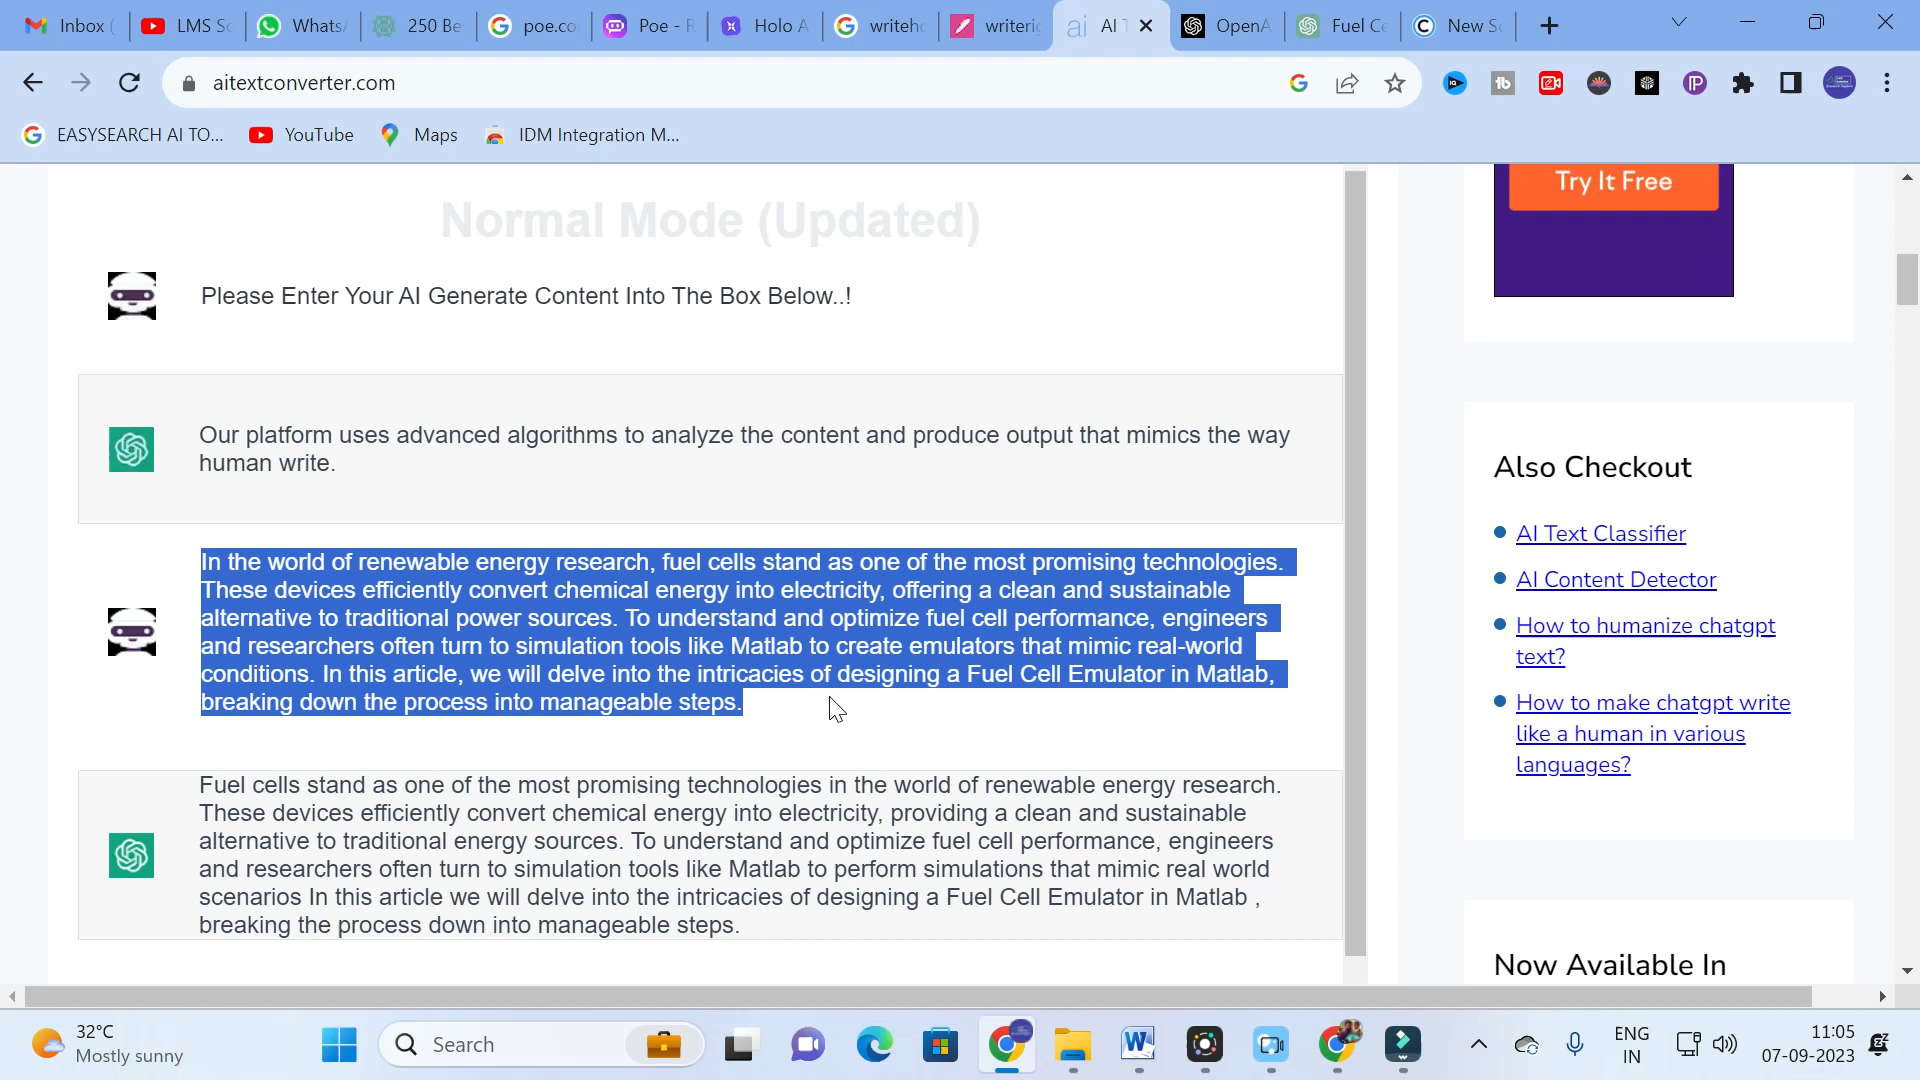 Inbox (
LMS Sc
Whats
250 Be
poe.co
Poe - R
Holo A
writeh
writerig
AI T
OpenA
Fuel Ce
New Sc
aitextconverter.com
EASYSEARCH AI TO...
YouTube
Maps
IDM Integration M...
Normal Mode (Updated)
Please Enter Your AI Generate Content Into The Box Below..!
Our platform uses advanced algorithms to analyze the content and produce output that mimics the way
human write.
In the world of renewable energy research, fuel cells stand as one of the most promising technologies.
These devices efficiently convert chemical energy into electricity, offering a clean and sustainable
alternative to traditional power sources. To understand and optimize fuel cell performance, engineers
and researchers often turn to simulation tools like Matlab to create emulators that mimic real-world
conditions. In this article, we will delve into the intricacies of designing a Fuel Cell Emulator in Matlab,
breaking down the process into manageable steps.
Fuel cells stand as one of the most promising technologies in the world of renewable energy research.
These devices efficiently convert chemical energy into electricity, providing a clean and sustainable
alternative to traditional energy sources. To understand and optimize fuel cell performance, engineers
and researchers often turn to simulation tools like Matlab to perform simulations that mimic real world
scenarios In this article we will delve into the intricacies of designing a Fuel Cell Emulator in Matlab ,
breaking the process down into manageable steps.
Try It Free
Also Checkout
AI Text Classifier
AI Content Detector
How to humanize chatgpt
text?
How to make chatgpt write
like a human in various
languages?
Now Available In
32°C
Mostly sunny
Search
ENG
IN
11:05
07-09-2023